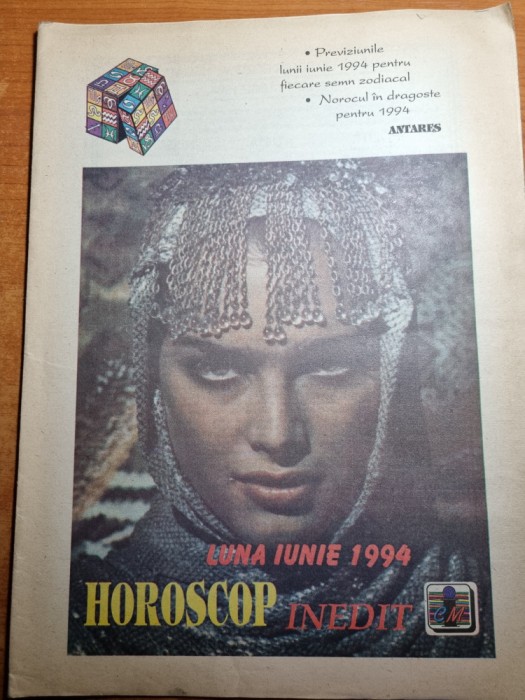 • Previziunile
lunii iunie 1994 pentru
fiecare semn zodiacal
• Norocul în dragoste
pentru 1994
ANTARES
LUNA IUNIE 1994
HOROSCOP INEDIT
CM